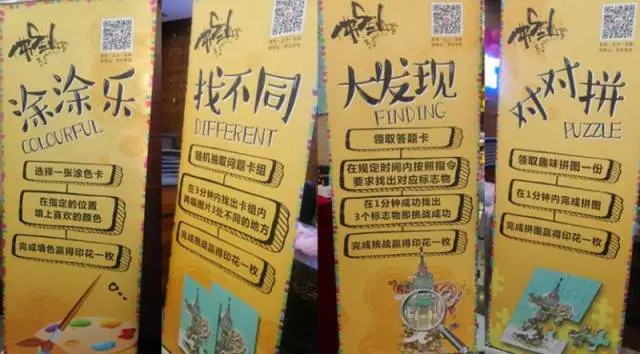 涂涂乐
COLOURFUL
选择一张涂色卡
在指定的位置
填上喜欢的颜色
完成填色赢得印花一枚
找不同
DIFFERENT
随机抽取问题卡组
在3分钟内找出卡组内
两幅图片3处不同的地方
完成挑战赢得印花一枚
大发现
FINDING
领取答题卡
在规定时间内按照指令
要求找出对应标志物
在1分钟成功找出
3个标志物即挑战成功
完成挑战赢得印花一枚
对对拼
PUZZLE
领取趣味拼图一份
在1分钟内完成拼图
完成拼图赢得印花一枚